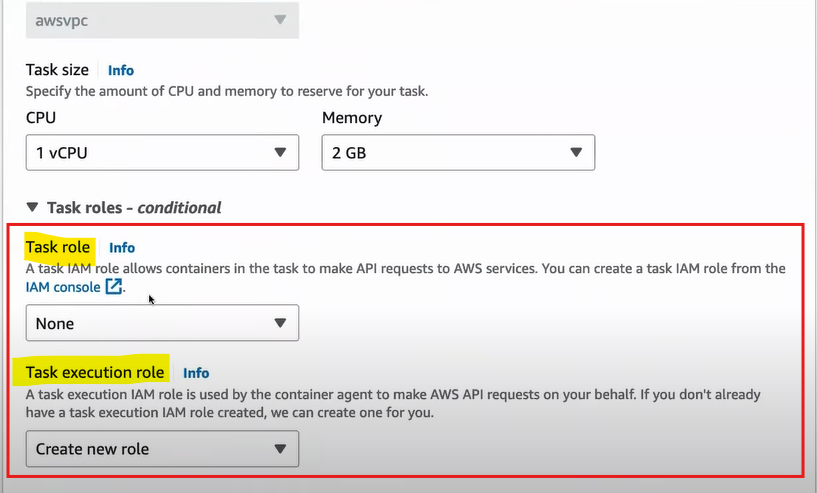 awsvpc
Task size Info
Specify the amount of CPU and memory to reserve for your task.
CPU Memory
1 vCPU 2 GB
Task roles - conditional
Task role Info
A task IAM role allows containers in the task to make API requests to AWS services. You can create a task IAM role from the
IAM console.
None
Task execution role Info
A task execution IAM role is used by the container agent to make AWS API requests on your behalf. If you don't already
have a task execution IAM role created, we can create one for you.
Create new role